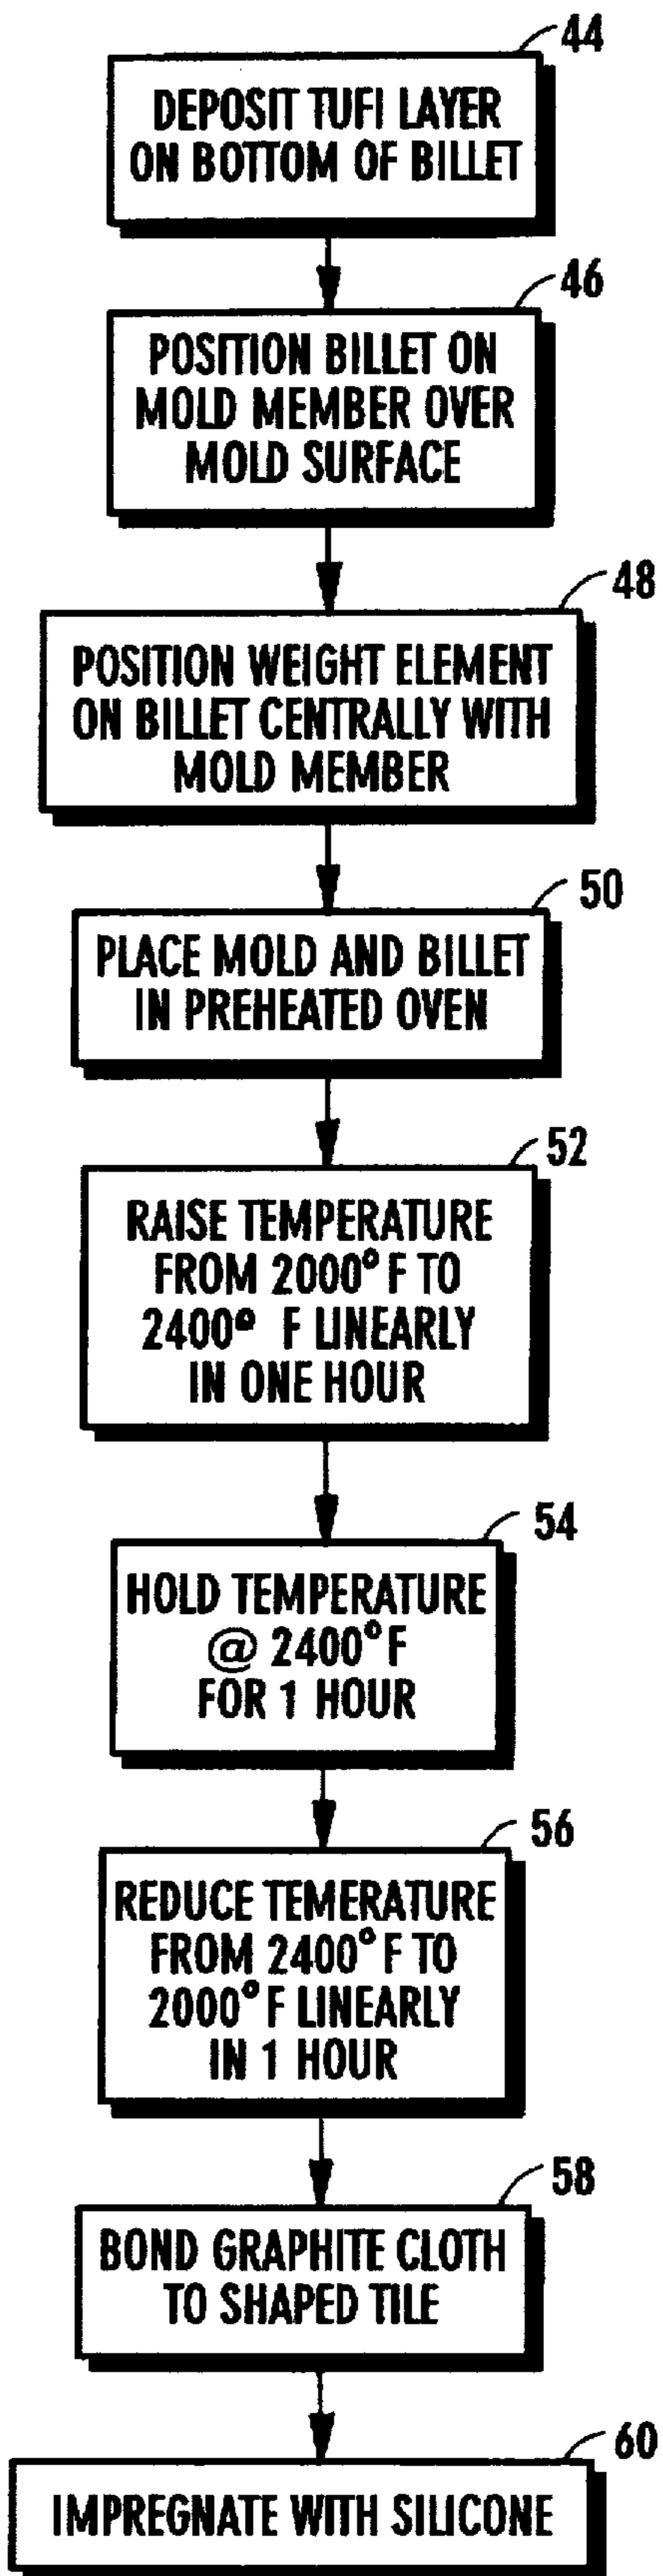 44
DEPOSIT TUFI LAYER
ON BOTTOM OF BILLET
46
POSITION BILLET ON
MOLD MEMBER OVER
MOLD SURFACE
48
POSITION WEIGHT ELEMENT
ON BILLET CENTRALLY WITH
MOLD MEMBER
50
PLACE MOLD AND BILLET
IN PREHEATED OVEN
52
RAISE TEMPERATURE
FROM 2000° F TO
2400° F LINEARLY
IN ONE HOUR
54
HOLD TEMPERATURE
@ 2400° F
FOR 1 HOUR
56
REDUCE TEMERATURE
FROM 2400° F TO
2000° F LINEARLY
IN 1 HOUR
58
BOND GRAPHITE CLOTH
TO SHAPED TILE
60
IMPREGNATE WITH SILICONE